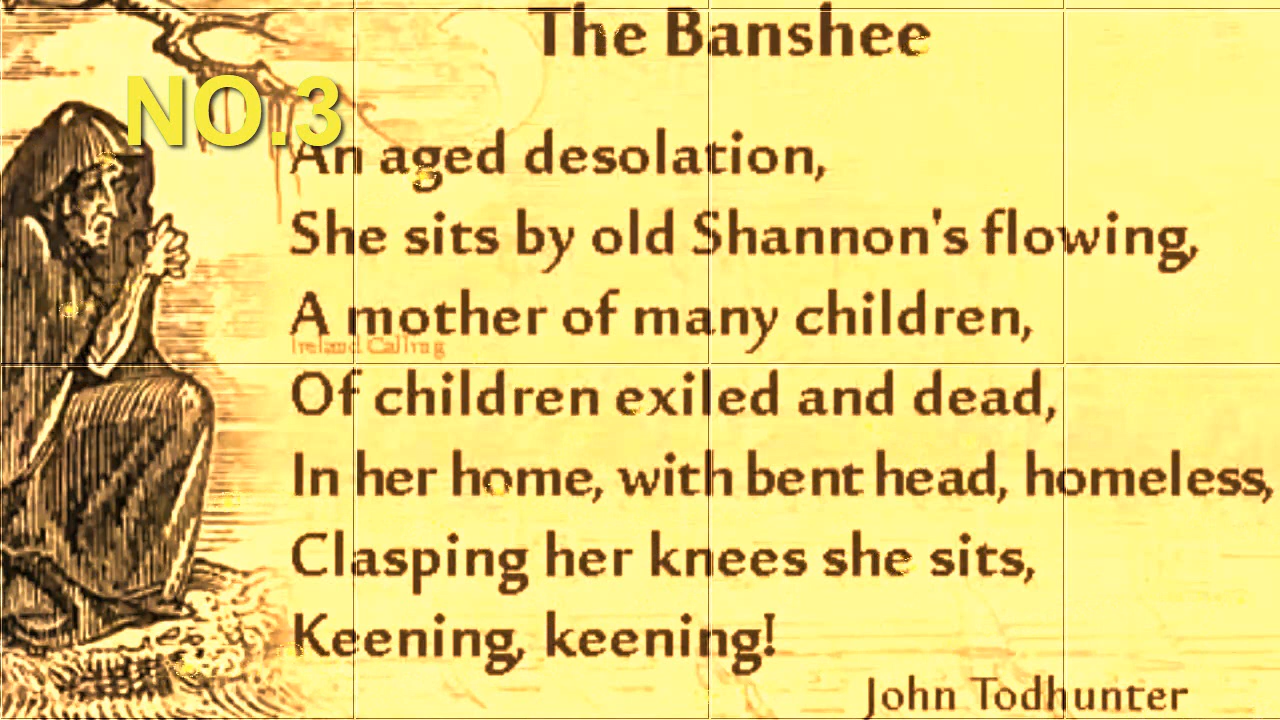 The Banshee
NO.3
An aged desolation,
She sits by old Shannon's flowing,
A mother of many children,
Ireland Calling
Of children exiled and dead,
In her home, with bent head, homeless,
Clasping her knees she sits,
Keening, keening!
John Todhunter